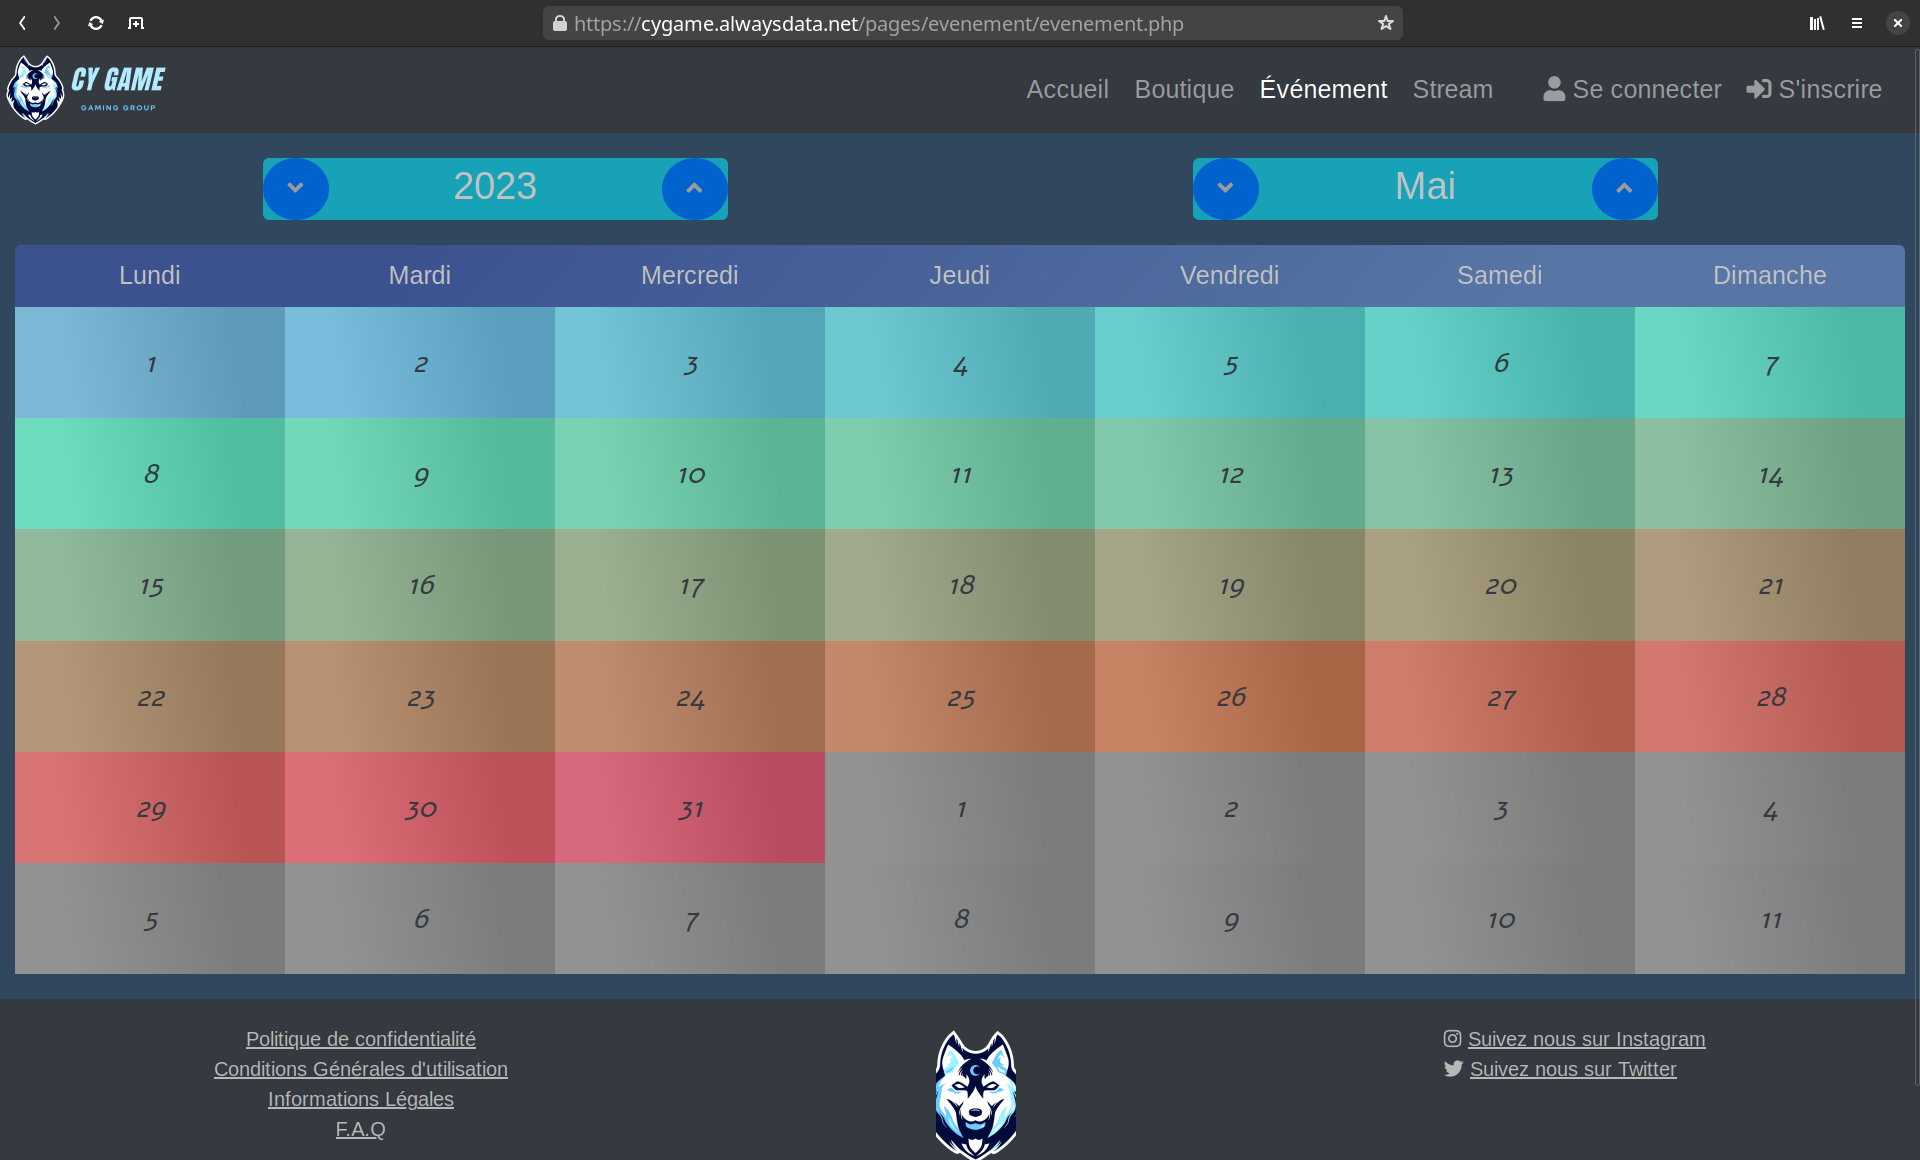 https://cygame.alwaysdata.net/pages/evenement/evenement.php
CY GAME
GAMING GROUP
Accueil Boutique Événement Stream Se connecter S'inscrire
2023 Mai
Lundi Mardi Mercredi Jeudi Vendredi Samedi Dimanche
1 2 3 4 5 6 7
8 9 10 11 12 13 14
15 16 17 18 19 20 21
22 23 24 25 26 27 28
29 30 31 1 2 3 4
5 6 7 8 9 10 11
Politique de confidentialité
Conditions Générales d'utilisation
Informations Légales
F.A.Q
Suivez nous sur Instagram
Suivez nous sur Twitter